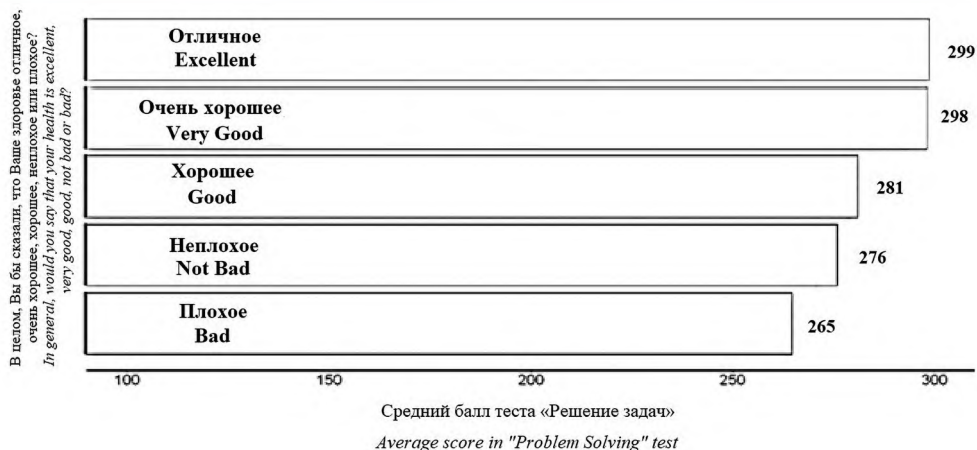 В целом, Вы бы сказали, что Ваше здоровье отличное,
очень хорошее, хорошее, неплохое или плохое?
In general, would you say that your health is excellent,
very good, good, not bad or bad?
Отличное
Excellent
299
Очень хорошее
Very Good
298
Хорошее
Good
281
Неплохое
Not Bad
276
Плохое
Bad
265
100 150 200 250 300
Средний балл теста «Решение задач»
Average score in "Problem Solving" test